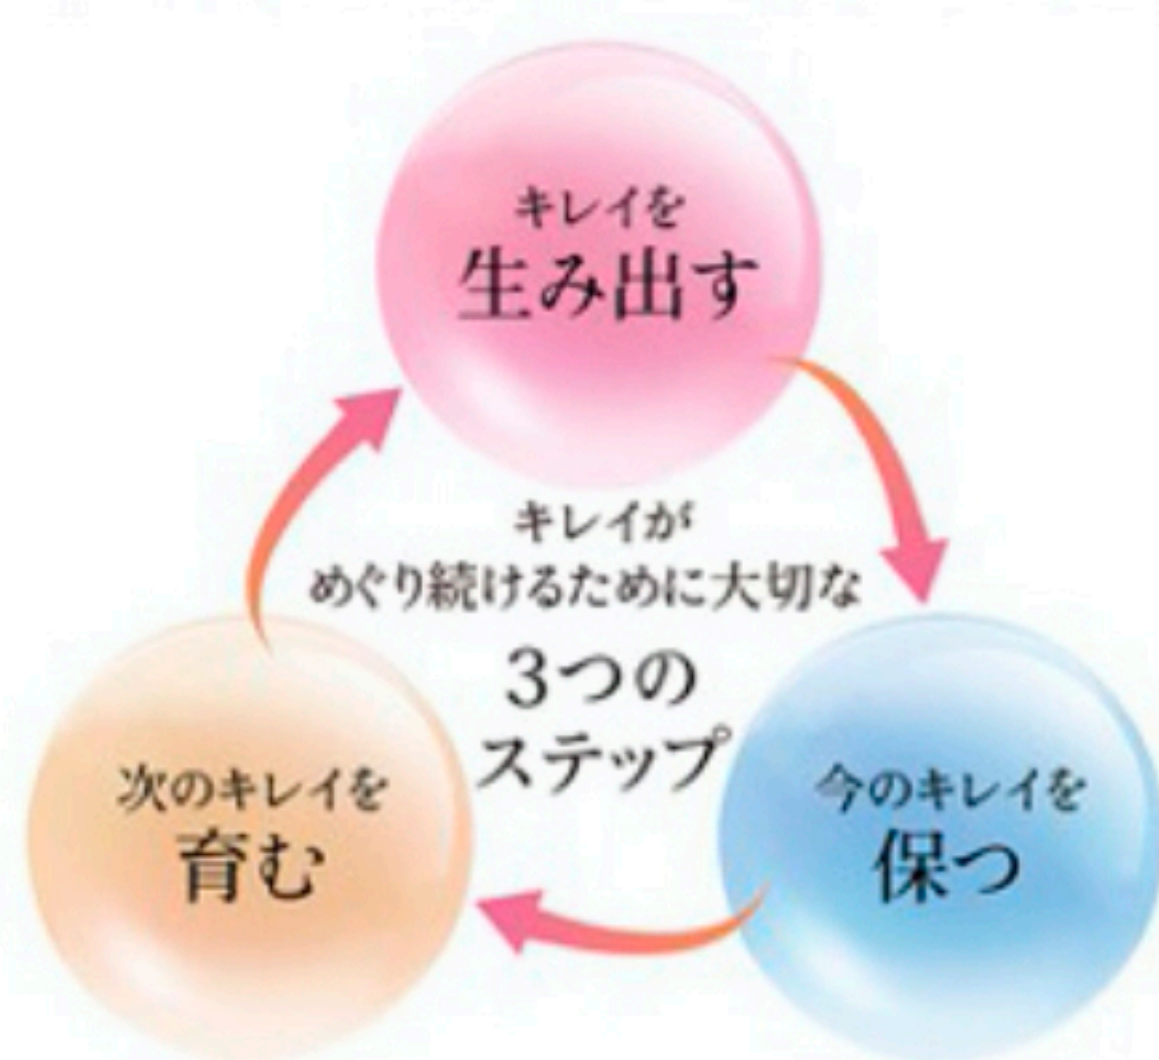 キレイを
生み出す
キレイが
めぐり続けるために大切な
3つの
ステップ
次のキレイを
育む
今のキレイを
保つ